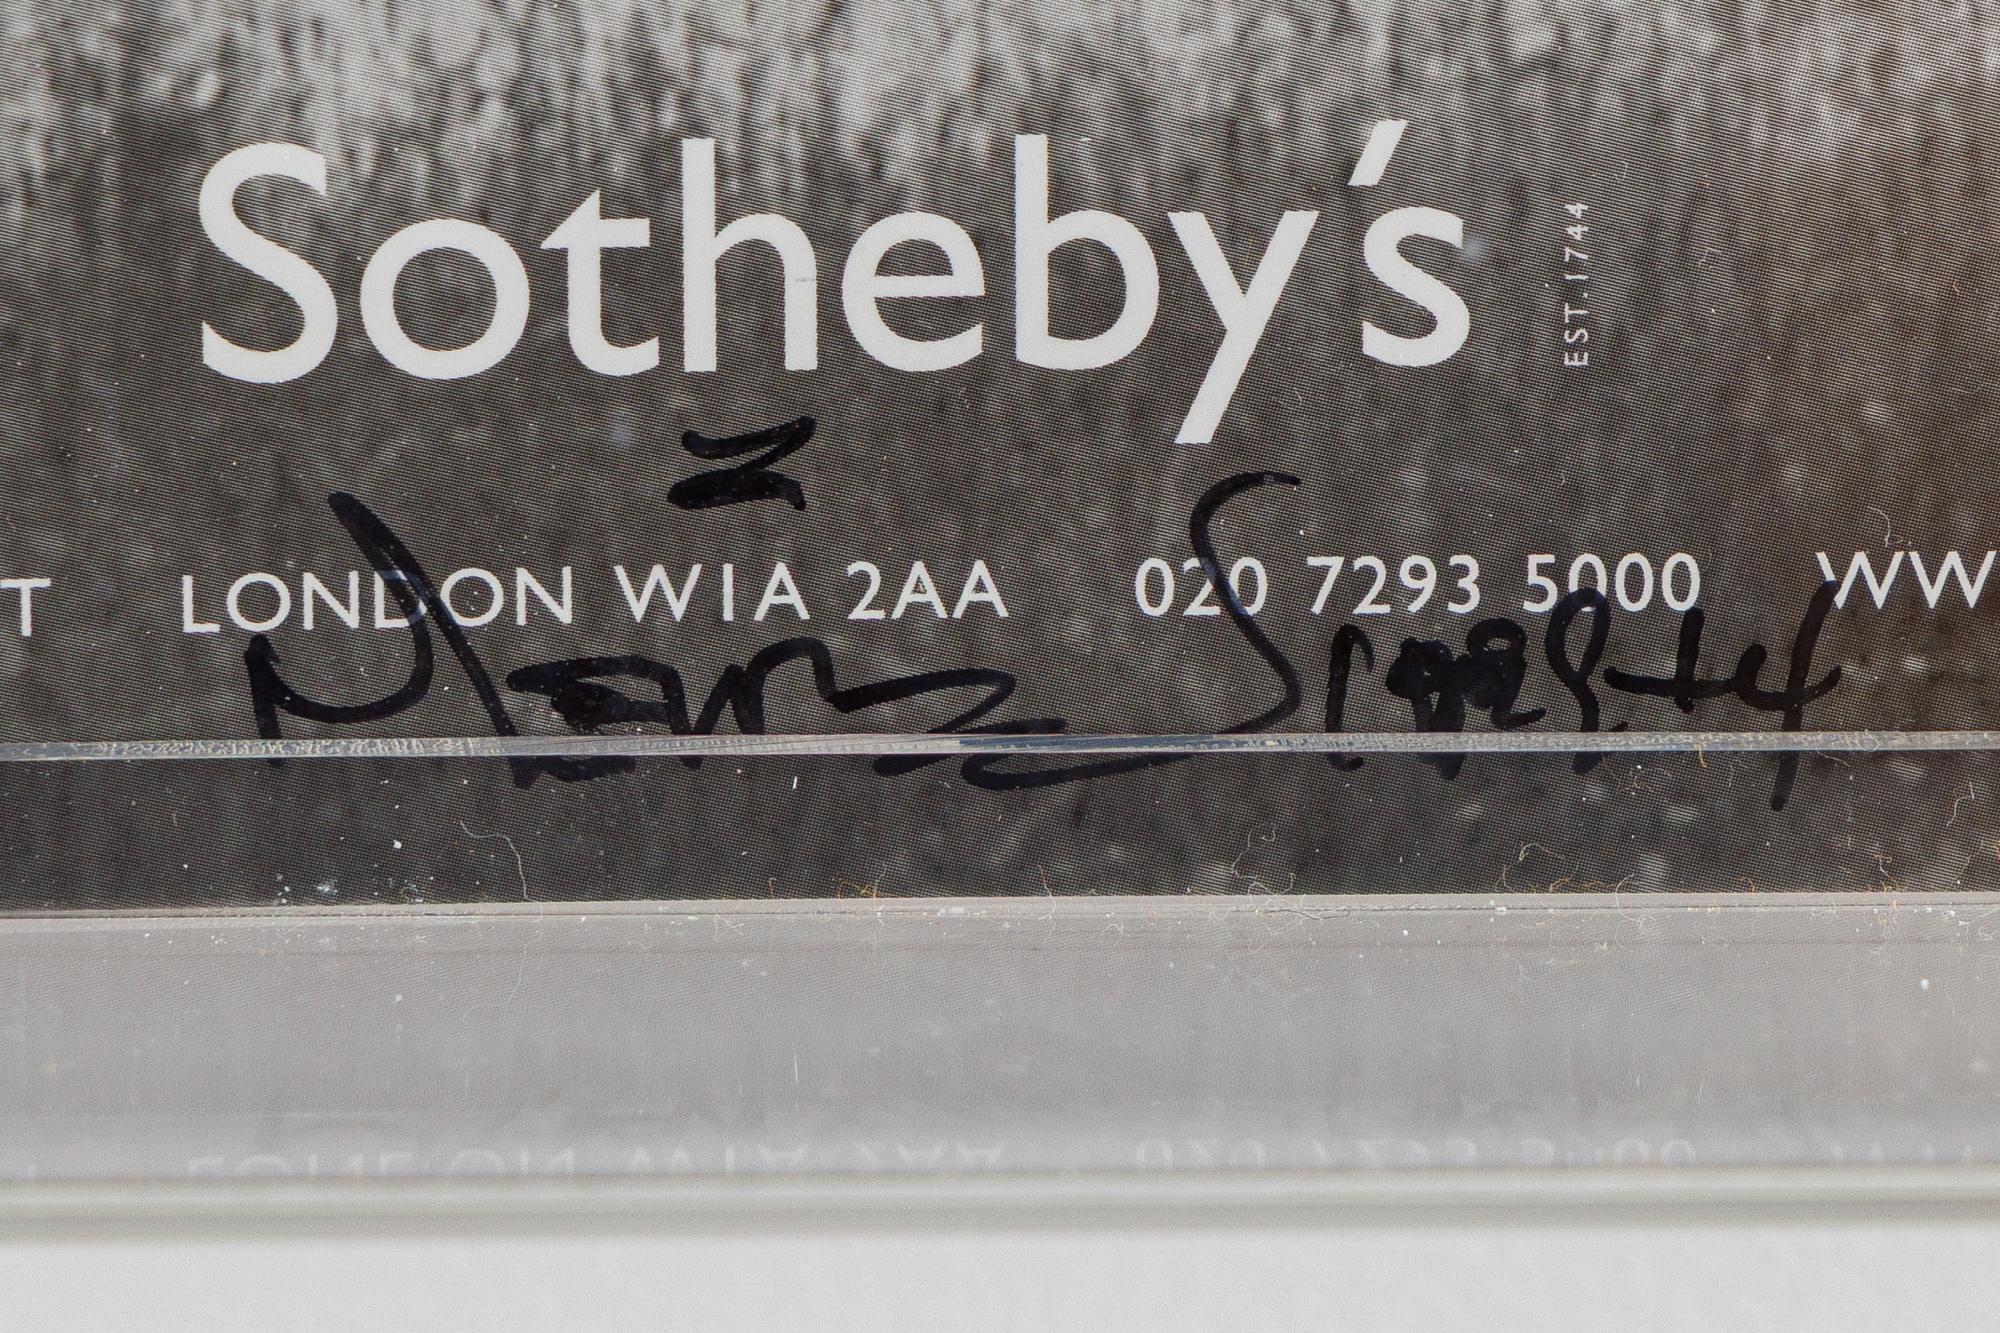 Sotheby's
EST. 1744
T LONDON W1A 2AA 020 7293 5000 WW